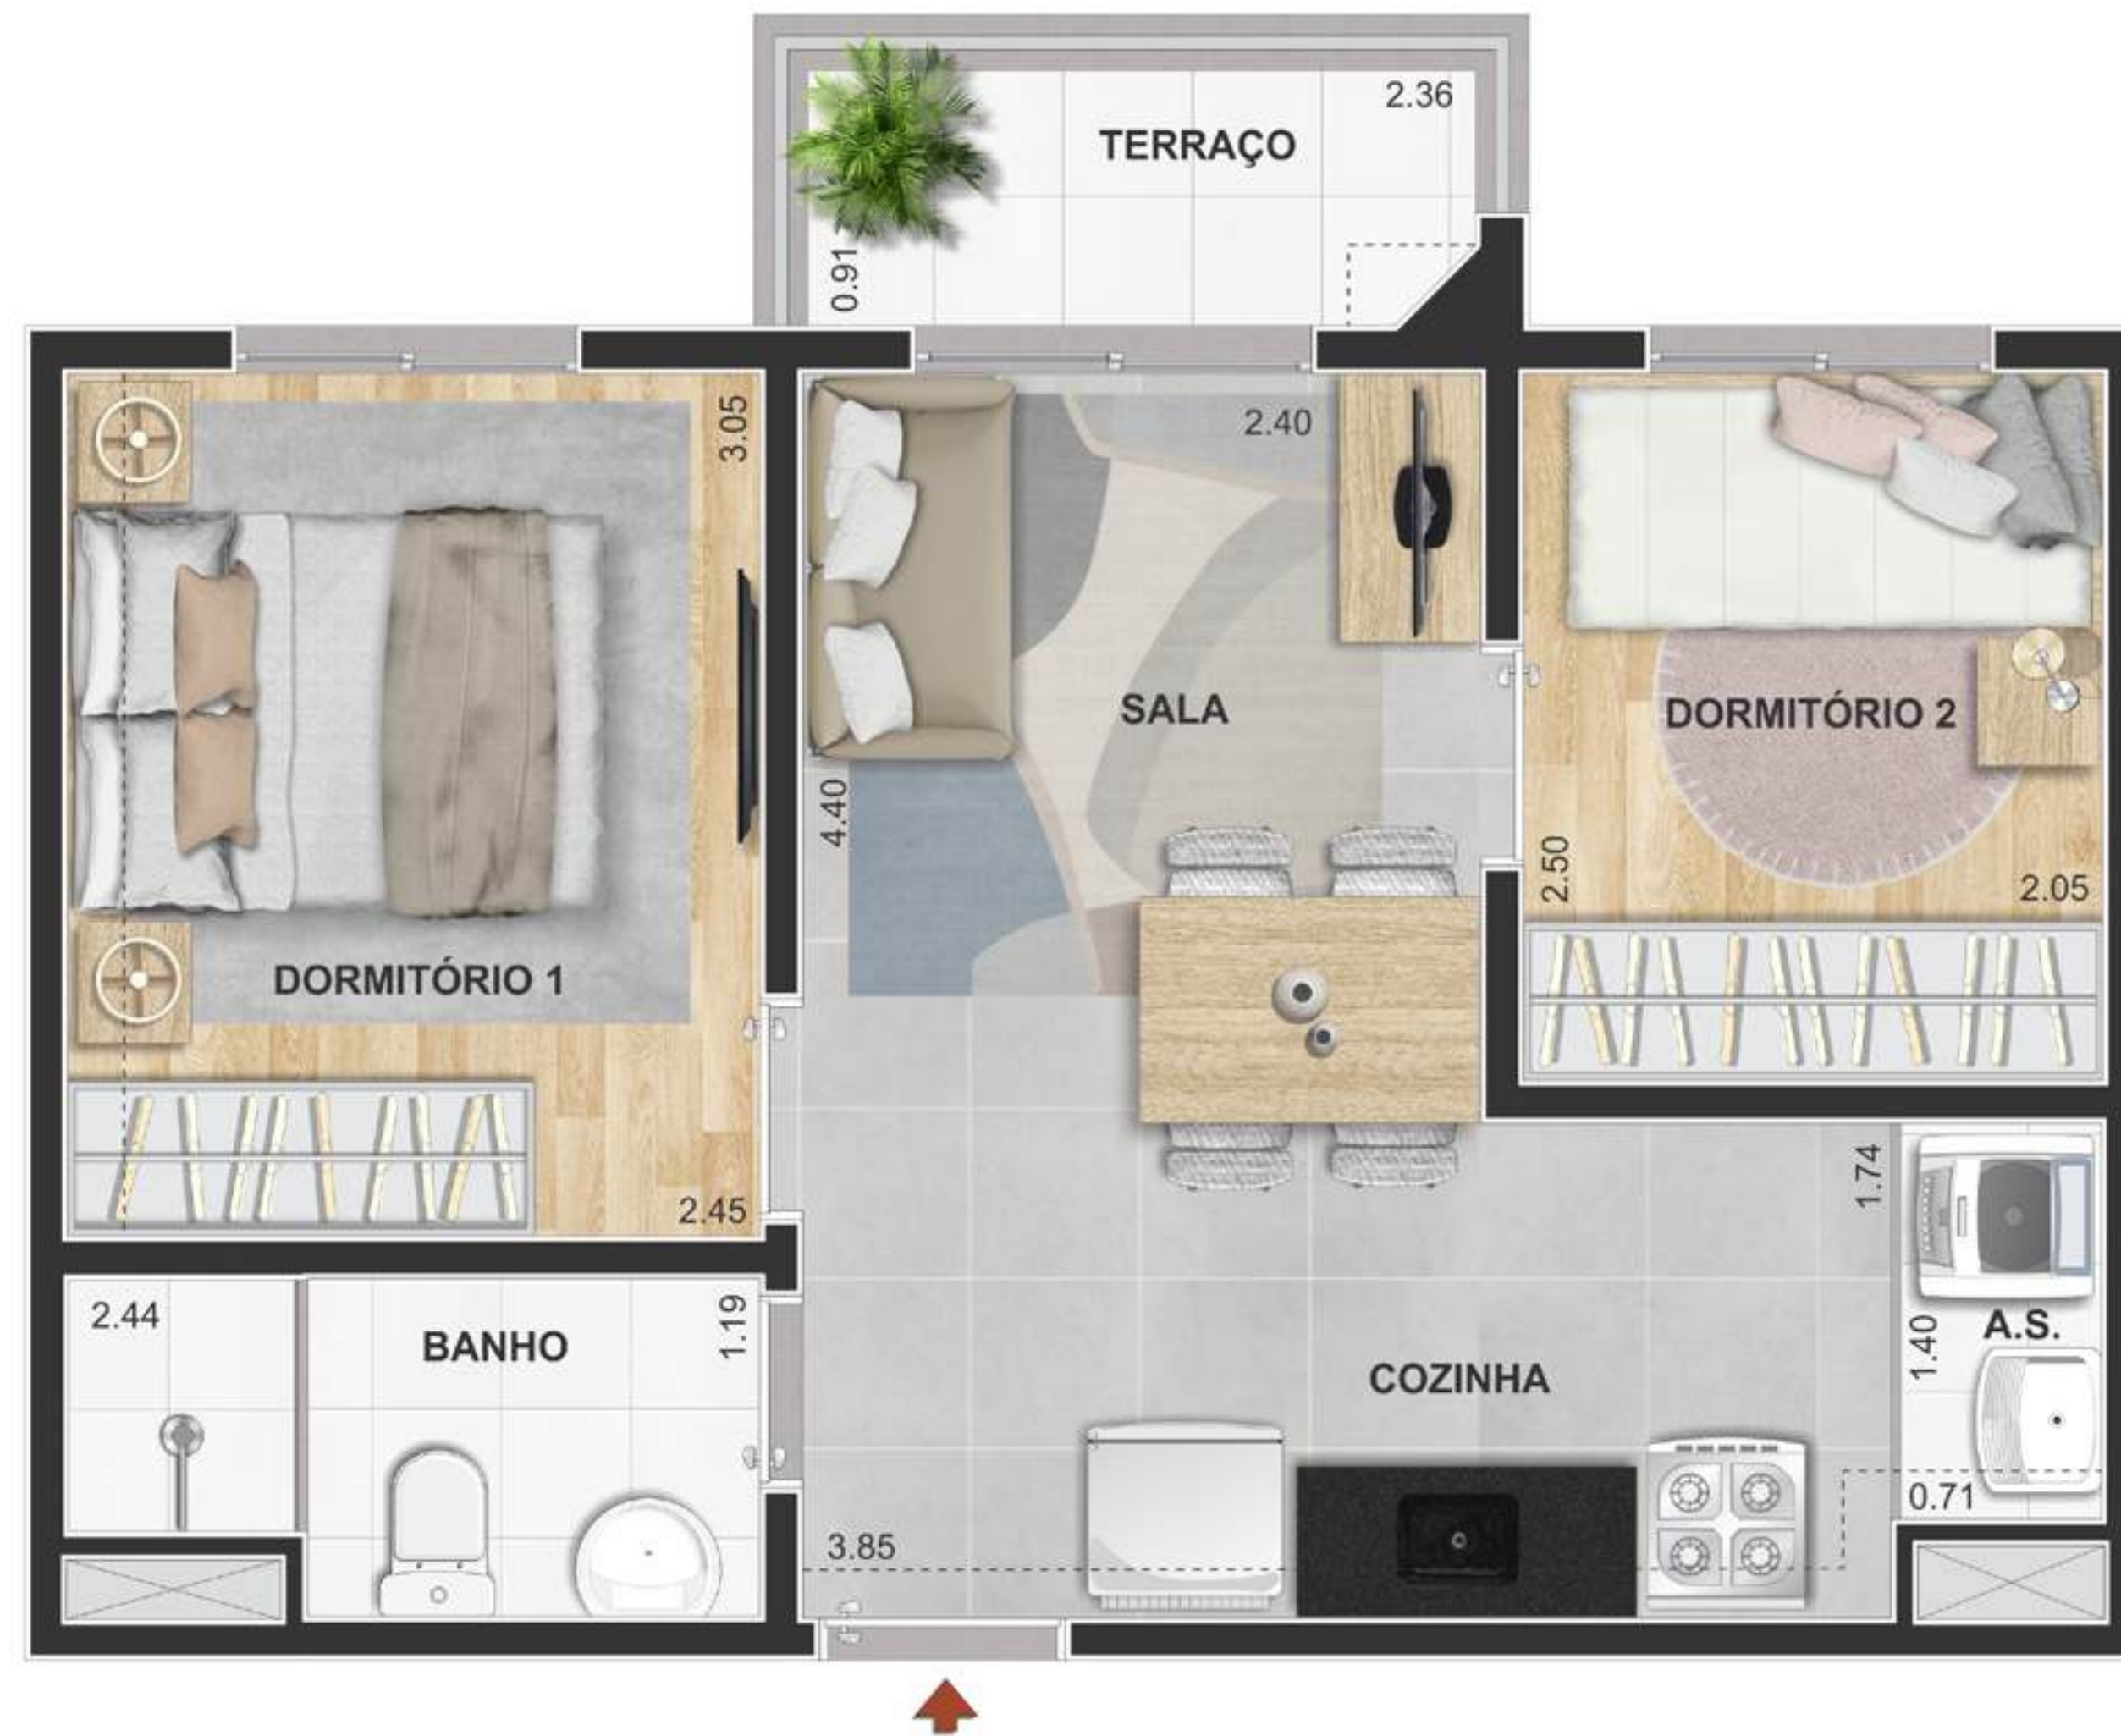 2.36
TERRAÇO
0.91
3.05
2.40
SALA
DORMITÓRIO 2
4.40
2.50
2.05
DORMITÓRIO 1
2.45
1.74
2.44
BANHO
1.19
A.S.
1.40
COZINHA
0.71
3.85